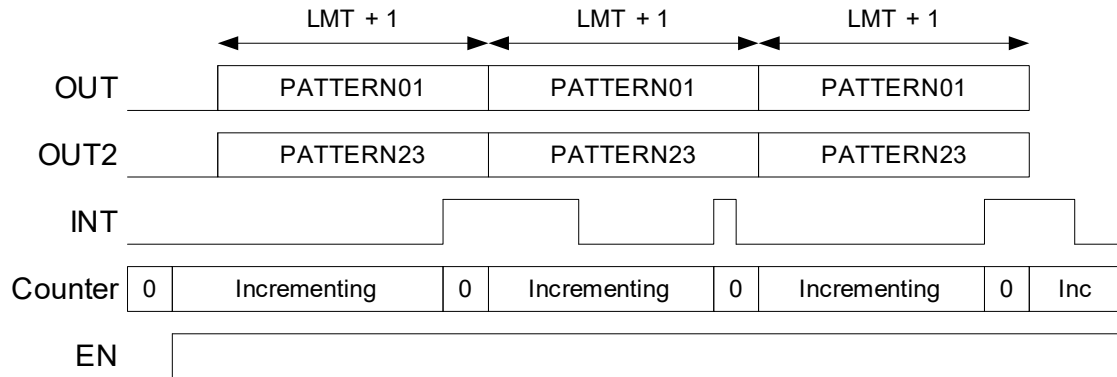 LMT + 1 LMT + 1 LMT + 1
OUT PATTERN01 PATTERN01 PATTERN01
OUT2 PATTERN23 PATTERN23 PATTERN23
INT
Counter 0 Incrementing 0 Incrementing 0 Incrementing 0 Inc
EN